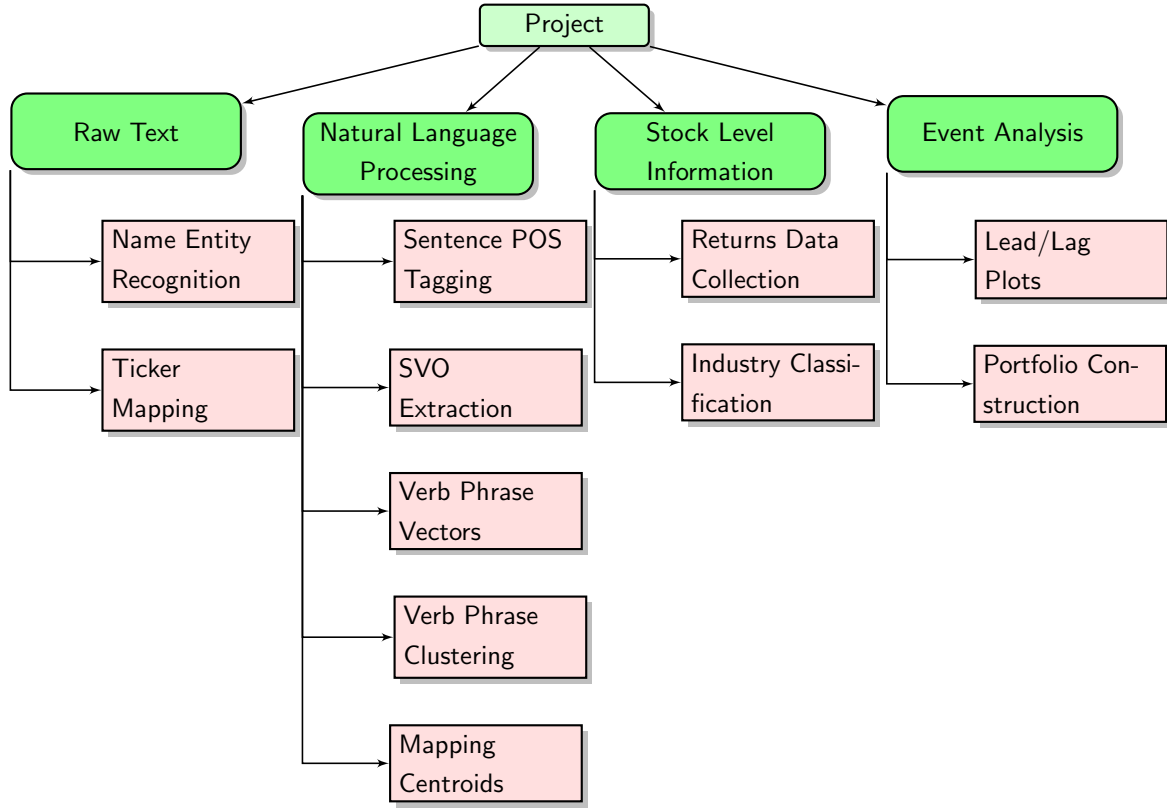 Project
Raw Text
Natural Language
Processing
Stock Level
Information
Event Analysis
Name Entity
Recognition
Ticker
Mapping
Sentence POS
Tagging
SVO
Extraction
Verb Phrase
Vectors
Verb Phrase
Clustering
Mapping
Centroids
Returns Data
Collection
Industry Classi-
fication
Lead/Lag
Plots
Portfolio Con-
struction